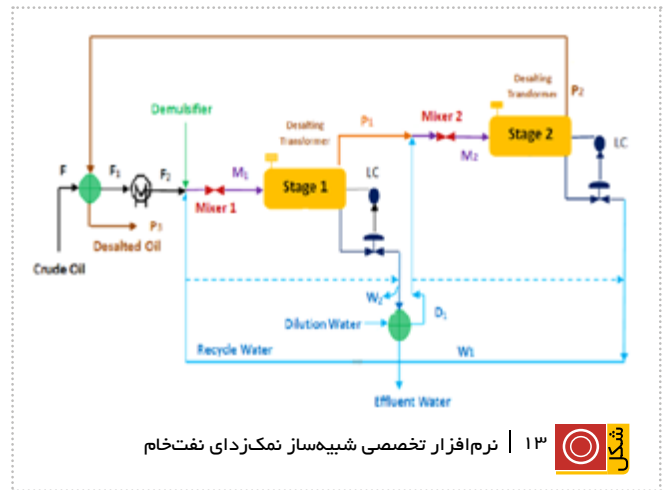 Desalting
Transformer
P2
Demulsifier
Desalting
Transformer
P1
Mixer 2
Stage 2
LC
F
F1
F2
M1
M2
LC
Stage 1
Mixer 1
P3
Desalted Oil
Crude Oil
W2
D1
Dilution Water
Recycle Water
W1
Effluent Water
شکل
۱۳ | نرم‌افزار تخصصی شبیه‌ساز نمک‌زدای نفت‌خام